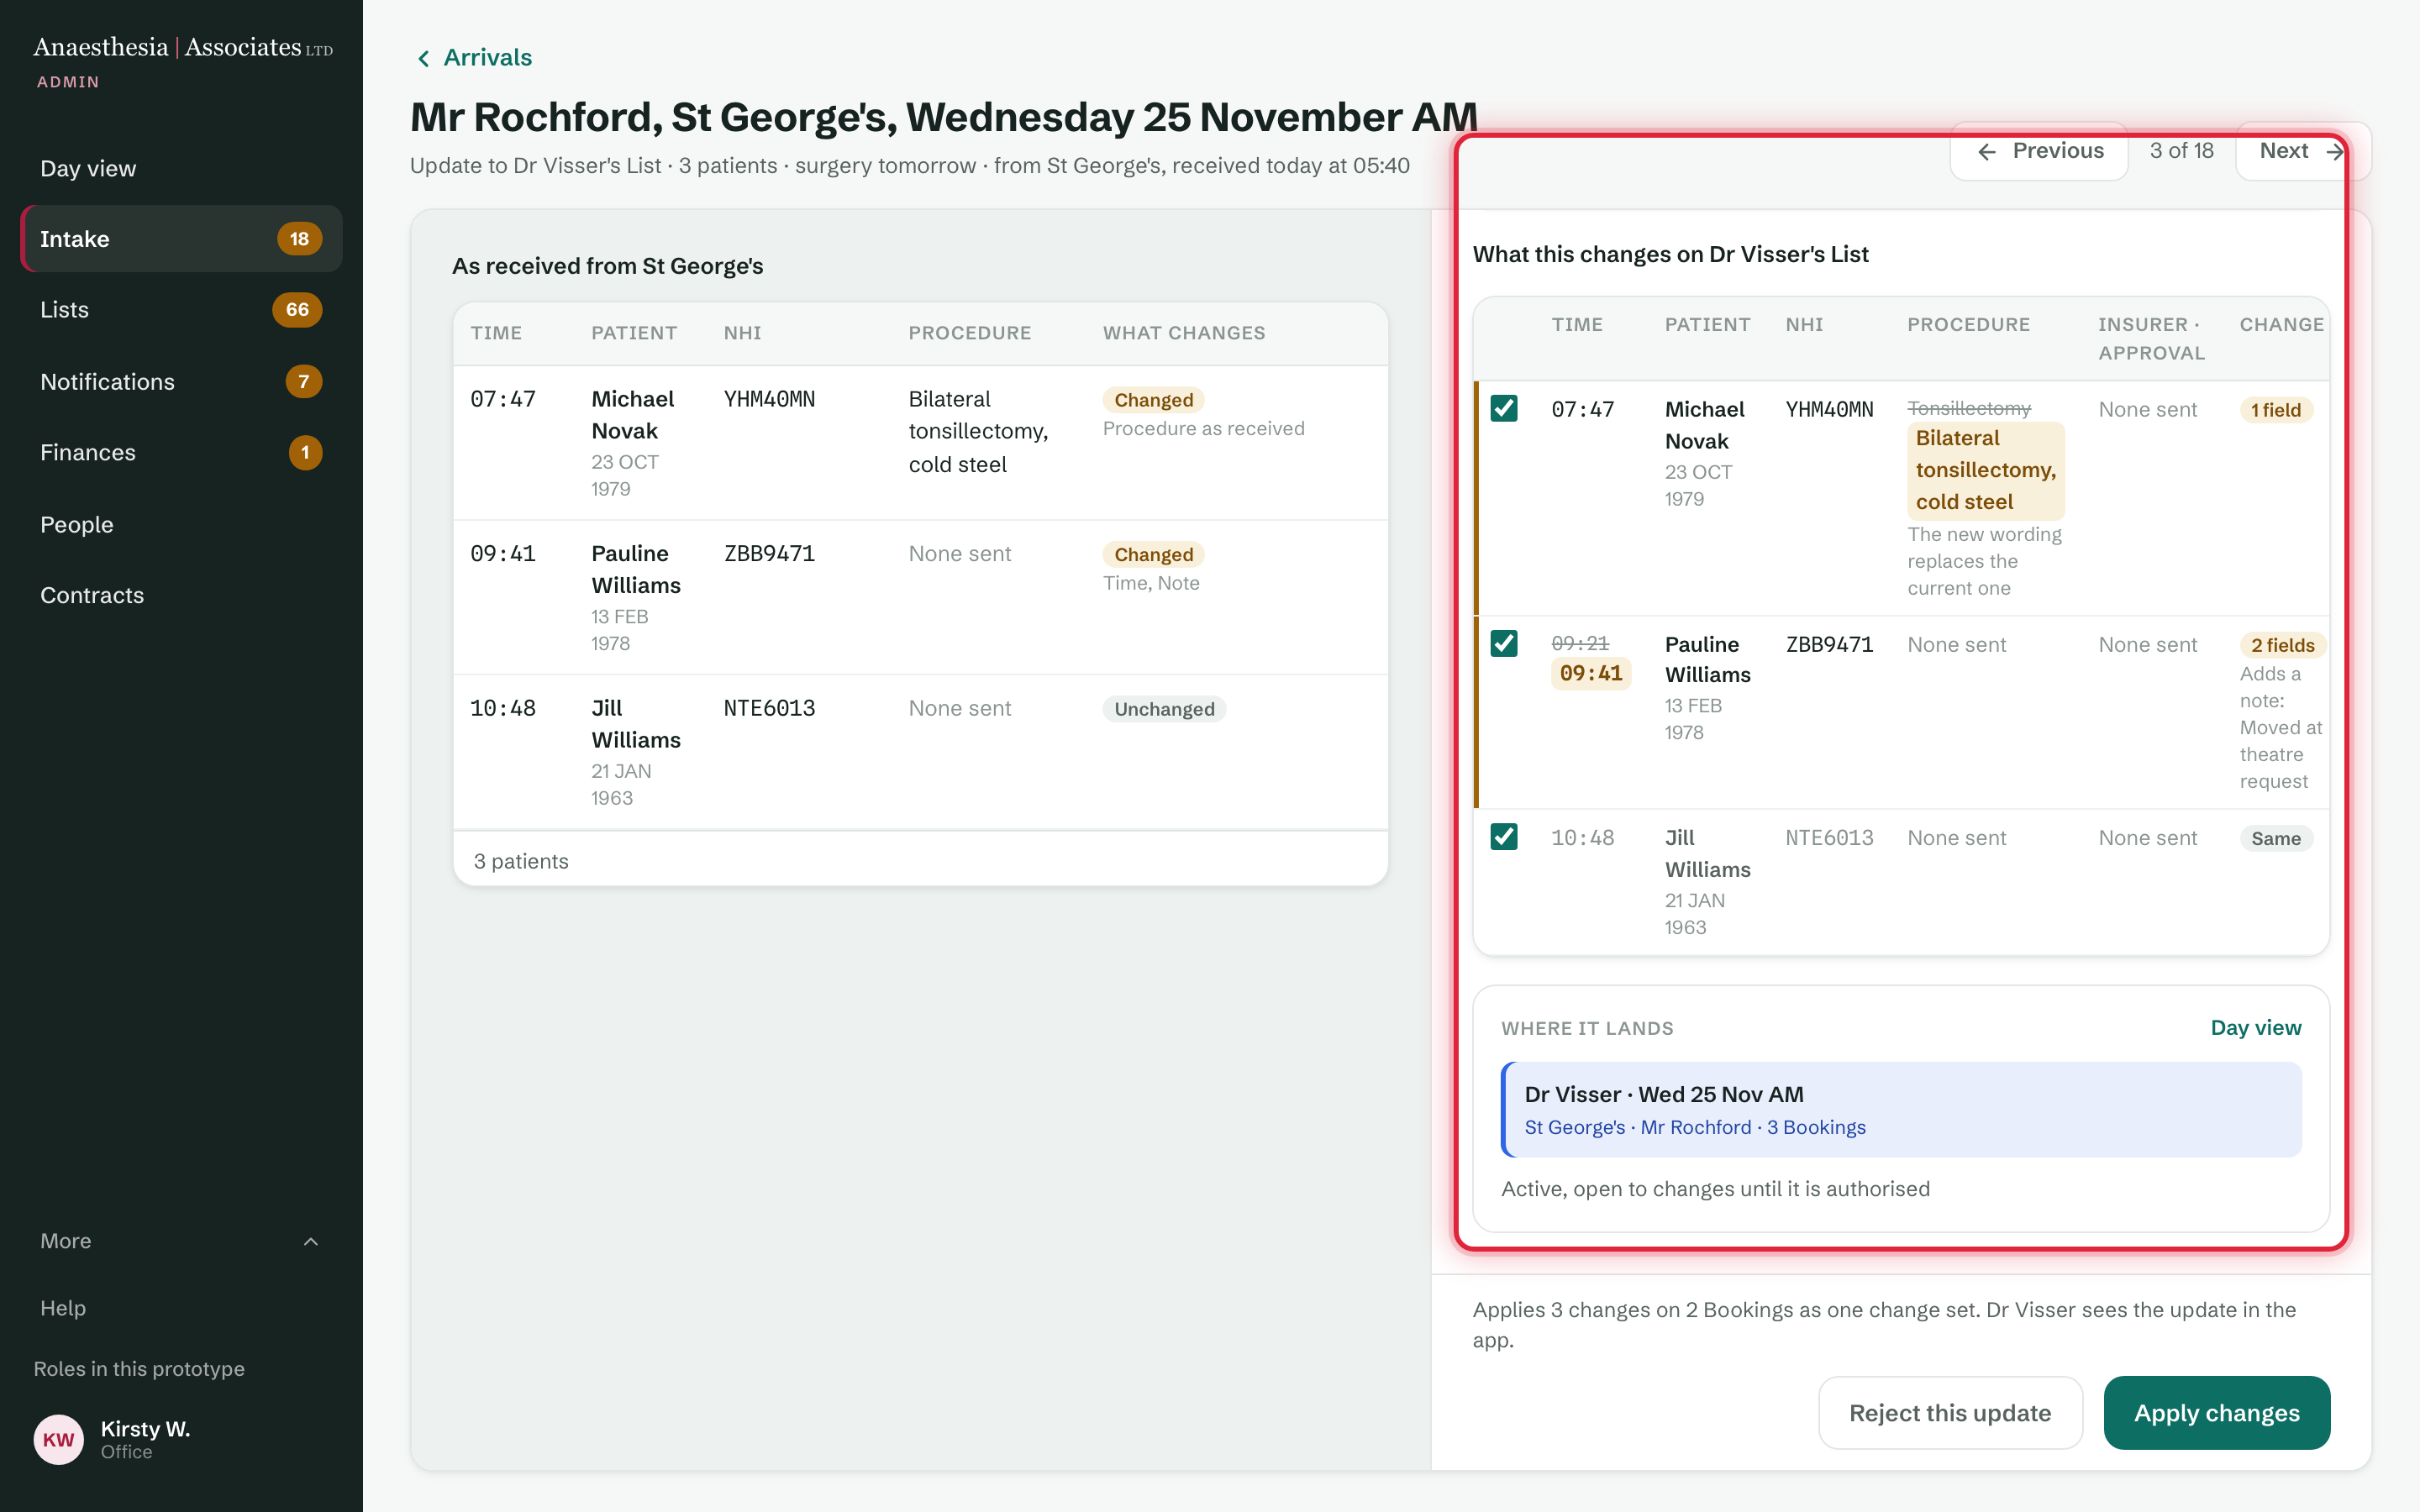 Anaesthesia | Associates LTD
ADMIN
Day view
Intake 18
Lists 66
Notifications 7
Finances 1
People
Contracts
More
Help
Roles in this prototype
KW
Kirsty W.
Office
Arrivals
Mr Rochford, St George's, Wednesday 25 November AM
Update to Dr Visser's List · 3 patients · surgery tomorrow · from St George's, received today at 05:40
Previous
3 of 18
Next
As received from St George's
TIME PATIENT NHI PROCEDURE WHAT CHANGES
07:47 Michael YHM40MN Bilateral Changed
Novak tonsillectomy, Procedure as received
23 OCT cold steel
1979
09:41 Pauline ZBB9471 None sent Changed
Williams Time, Note
13 FEB
1978
10:48 Jill NTE6013 None sent Unchanged
Williams
21 JAN
1963
3 patients
What this changes on Dr Visser's List
TIME PATIENT NHI PROCEDURE INSURER · CHANGE
APPROVAL
07:47 Michael YHM40MN Tonsillectomy None sent 1 field
Novak Bilateral
23 OCT tonsillectomy,
1979 cold steel
The new wording
replaces the
current one
09:21 Pauline ZBB9471 None sent None sent 2 fields
09:41 Williams Adds a
13 FEB note:
1978 Moved at
theatre
request
10:48 Jill NTE6013 None sent None sent Same
Williams
21 JAN
1963
WHERE IT LANDS Day view
Dr Visser · Wed 25 Nov AM
St George's · Mr Rochford · 3 Bookings
Active, open to changes until it is authorised
Applies 3 changes on 2 Bookings as one change set. Dr Visser sees the update in the
app.
Reject this update
Apply changes